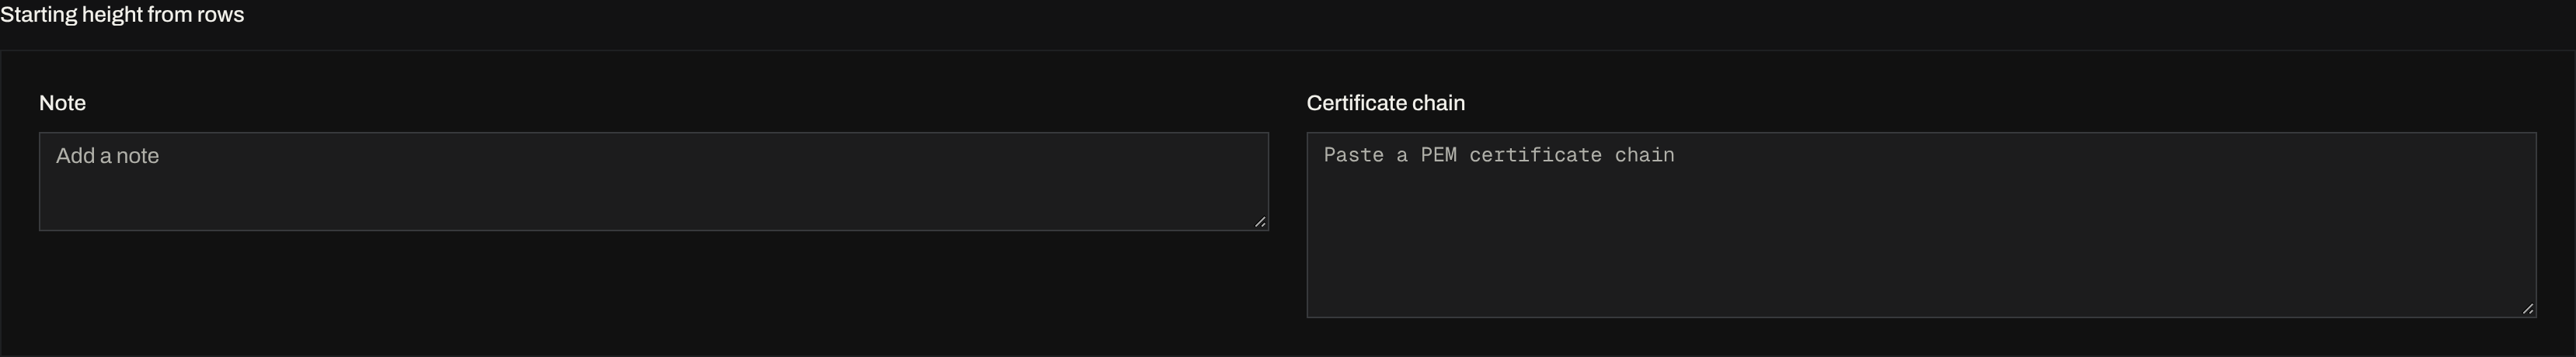 Starting height from rows
Note
Add a note
Certificate chain
Paste a PEM certificate chain